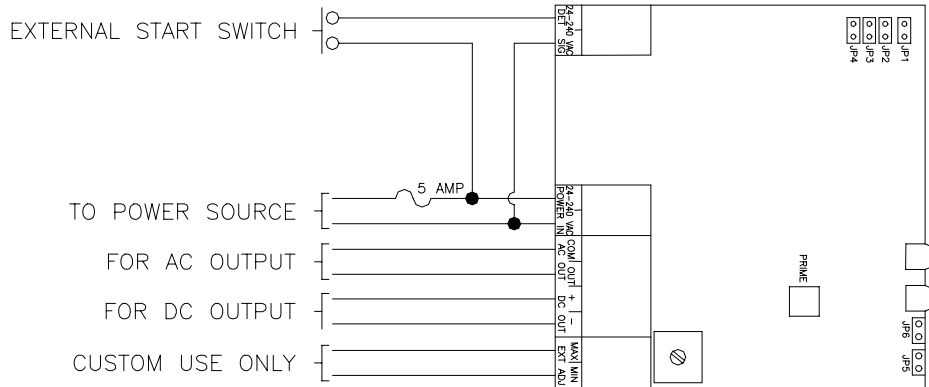 EXTERNAL START SWITCH
24-240 VAC
DET SIG
JP4 JP3 JP2 JP1
5 AMP
TO POWER SOURCE
24-240 VAC
POWER IN
FOR AC OUTPUT
COM OUT
AC OUT
PRIME
FOR DC OUTPUT
+ -
DC OUT
JP6
JP5
CUSTOM USE ONLY
MAX MIN
EXT ADJ